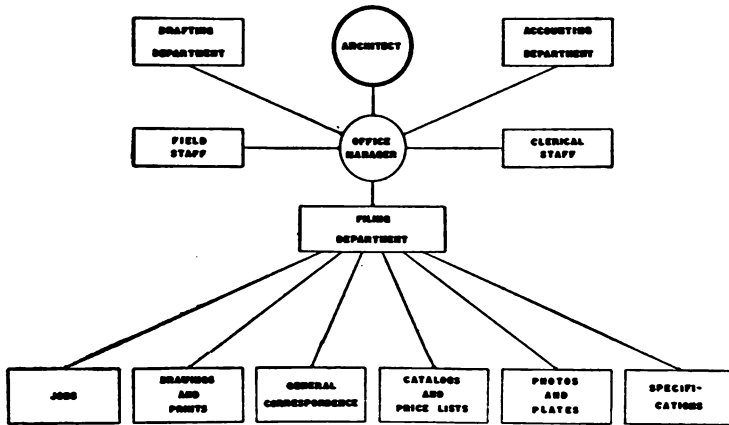 DRAFTING
DEPARTMENT
ARCHITECT
ACCOUNTING
DEPARTMENT
FIELD
STAFF
OFFICE
MANAGER
CLERICAL
STAFF
FILING
DEPARTMENT
JOBS
DRAWINGS
AND
PRINTS
GENERAL
CORRESPONDENCE
CATALOGS
AND
PRICE LISTS
PHOTOS
AND
PLATES
SPECIFI-
CATIONS